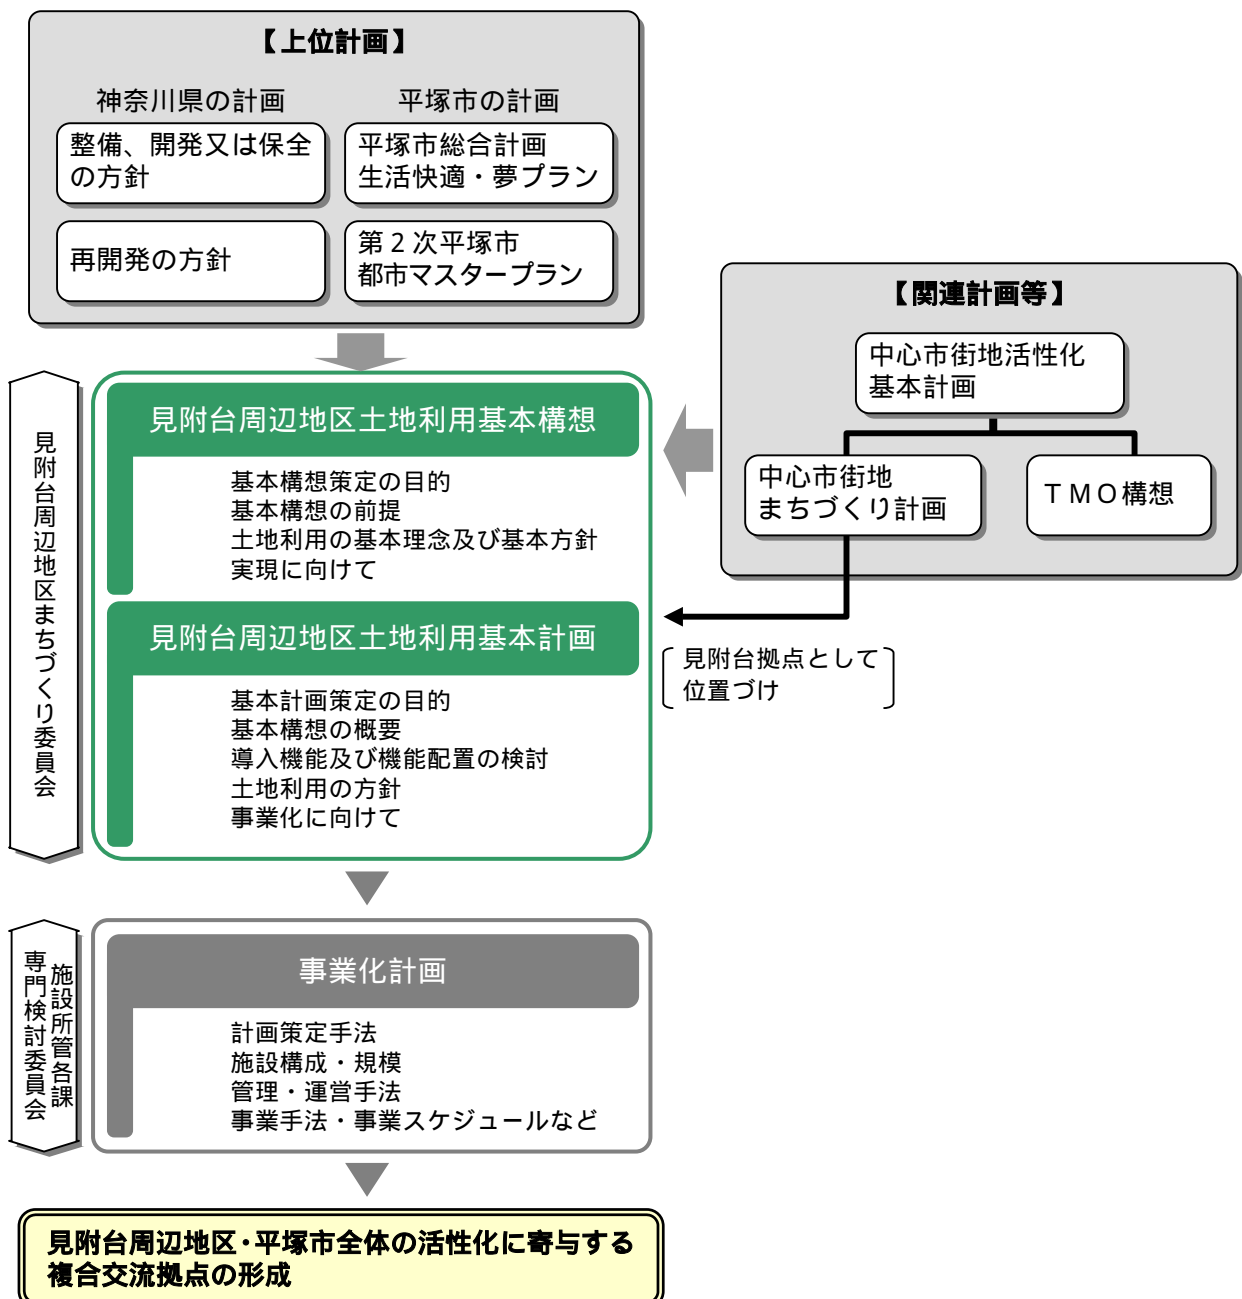 【上位計画】
神奈川県の計画
整備、開発又は保全
の方針
再開発の方針
平塚市の計画
平塚市総合計画
生活快適・夢プラン
第２次平塚市
都市マスタープラン
【関連計画等】
中心市街地活性化
基本計画
中心市街地
まちづくり計画
ＴＭＯ構想
見附台拠点として
位置づけ
見附台周辺地区まちづくり委員会
見附台周辺地区土地利用基本構想
基本構想策定の目的
基本構想の前提
土地利用の基本理念及び基本方針
実現に向けて
見附台周辺地区土地利用基本計画
基本計画策定の目的
基本構想の概要
導入機能及び機能配置の検討
土地利用の方針
事業化に向けて
施設所管各課
専門検討委員会
事業化計画
計画策定手法
施設構成・規模
管理・運営手法
事業手法・事業スケジュールなど
見附台周辺地区・平塚市全体の活性化に寄与する
複合交流拠点の形成